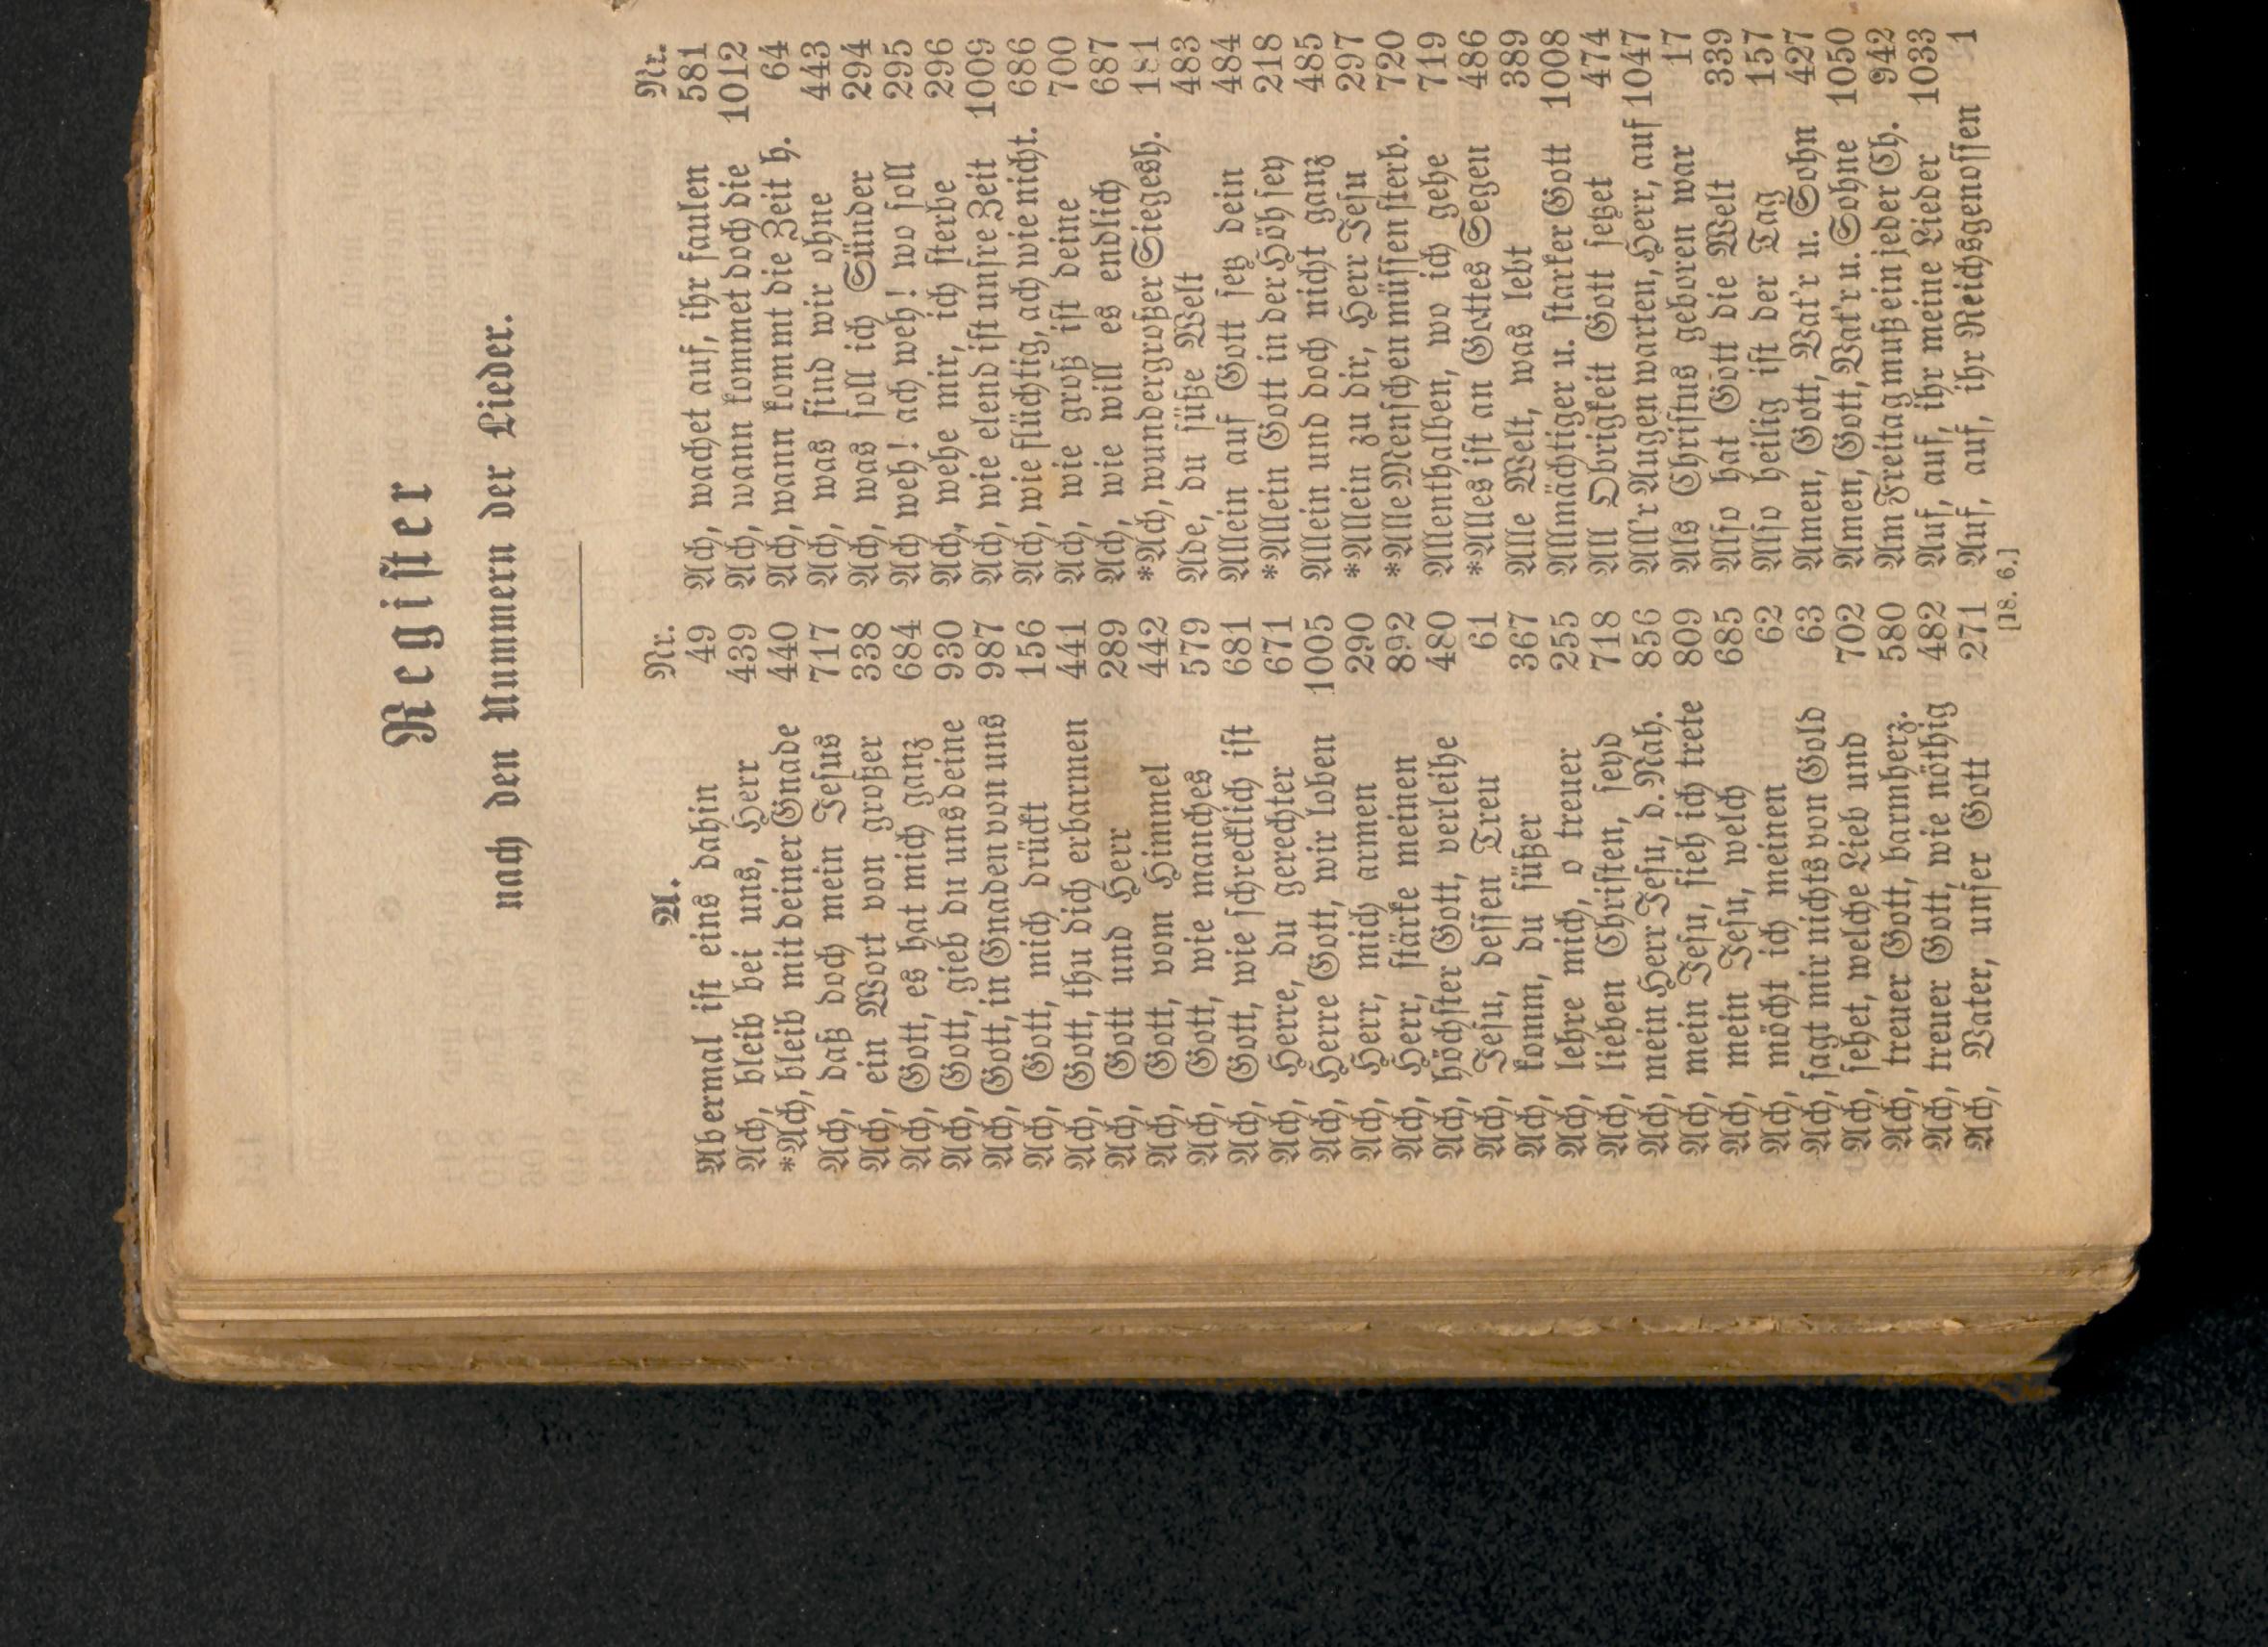 Register
nach den Nummern der Lieder.
A.
Nr.
Abermal ist eins dahin 49
Ach, bleib bei uns, Herr 439
*Ach, bleib mit deiner Gnade 440
Ach, daß doch mein Jesus 717
Ach, ein Wort von großer 338
Ach, Gott, es hat mich ganz 684
Ach, Gott, gieb du uns deine 930
Ach, Gott, in Gnaden von uns 987
Ach, Gott, mich drückt 156
Ach, Gott, thu dich erbarmen 441
Ach, Gott und Herr 289
Ach, Gott, vom Himmel 442
Ach, Gott, wie manches 579
Ach, Gott, wie schrecklich ist 681
Ach, Herre, du gerechter 671
Ach, Herre Gott, wir loben 1005
Ach, Herr, mich armen 290
Ach, Herr, stärke meinen 892
Ach, höchster Gott, verleihe 480
Ach, Jesu, dessen Treu 61
Ach, komm, du süßer 367
Ach, lehre mich, o treuer 255
Ach, lieben Christen, seyd 718
Ach, mein Herr Jesu, d. Nah. 856
Ach, mein Jesu, sieh ich trete 809
Ach, mein Jesu, welch 685
Ach, möcht ich meinen 62
Ach, sagt mir nichts von Gold 63
Ach, sehet, welche Lieb und 702
Ach, treuer Gott, barmherz. 580
Ach, treuer Gott, wie nöthig 482
Ach, Vater, unser Gott 271
Nr.
Ach, wachet auf, ihr faulen 581
Ach, wann kommet doch die 1012
Ach, wann kommt die Zeit h. 64
Ach, was sind wir ohne 443
Ach, was soll ich Sünder 294
Ach weh! ach weh! wo soll 295
Ach, wehe mir, ich sterbe 296
Ach, wie elend ist unsre Zeit 1009
Ach, wie flüchtig, ach wie nicht. 686
Ach, wie groß ist deine 700
Ach, wie will es endlich 687
*Ach, wundergroßer Siegesh. 181
Ade, du süße Welt 483
Allein auf Gott setz dein 484
*Allein Gott in der Höh sey 218
Allein und doch nicht ganz 485
*Allein zu dir, Herr Jesu 297
*Alle Menschen müssen sterb. 720
Allenthalben, wo ich gehe 719
*Alles ist an Gottes Segen 486
Alle Welt, was lebt 389
Allmächtiger u. starker Gott 1008
All Obrigkeit Gott setzet 474
All'r Augen warten, Herr, auf 1047
Als Christus geboren war 17
Also hat Gott die Welt 339
Also heilig ist der Tag 157
Amen, Gott, Vat'r u. Sohn 427
Amen, Gott, Vat'r u. Sohne 1050
Am Freitag muß ein jeder Ch. 942
Auf, auf, ihr meine Lieder 1033
Auf, auf, ihr Reichsgenossen 1
[18. 6.]